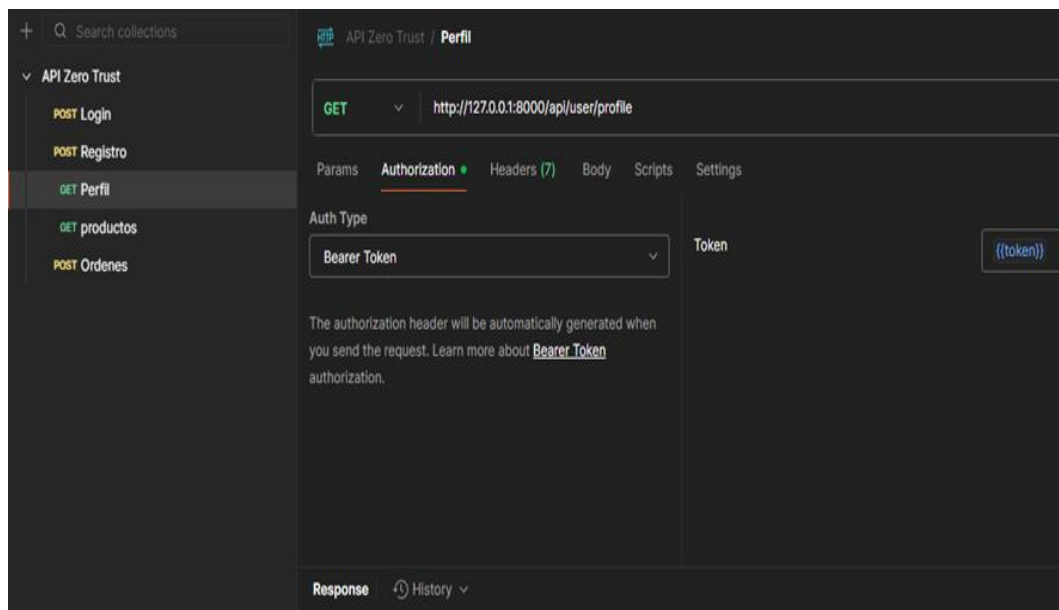 Search collections
API Zero Trust
POST Login
POST Registro
GET Perfil
GET productos
POST Ordenes
HTTP API Zero Trust / Perfil
GET http://127.0.0.1:8000/api/user/profile
Params Authorization Headers (7) Body Scripts Settings
Auth Type
Bearer Token
The authorization header will be automatically generated when
you send the request. Learn more about Bearer Token
authorization.
Token {{token}}
Response History